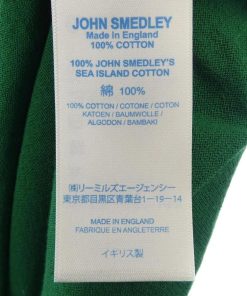 JOHN SMEDLEY
Made in England
100% COTTON
100% JOHN SMEDLEY'S
SEA ISLAND COTTON
綿 100%
100% COTTON / COTONE / COTON
KATOEN / BAUMWOLLE /
ALGODON / BAMBAKI
㈱リーミルズエージェンシー
東京都目黒区青葉台1-19-14
MADE IN ENGLAND
FABRIQUE EN ANGLETERRE
イギリス製